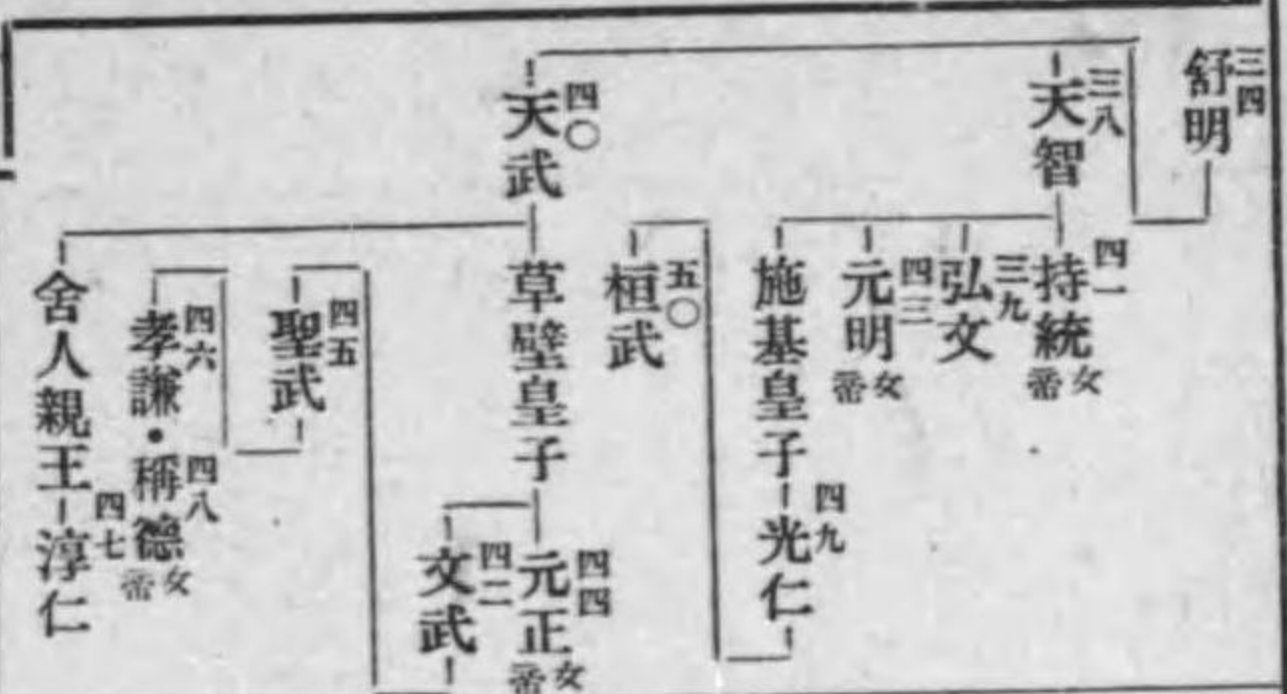 三四
舒明
三八
天智
四一
持統
女帝
三九
弘文
四三
元明
女帝
施基皇子
四九
光仁
五〇
桓武
四〇
天武
草壁皇子
四四
元正
女帝
四二
文武
四五
聖武
四六
孝謙・
四八
稱德
女帝
舍人親王
四七
淳仁